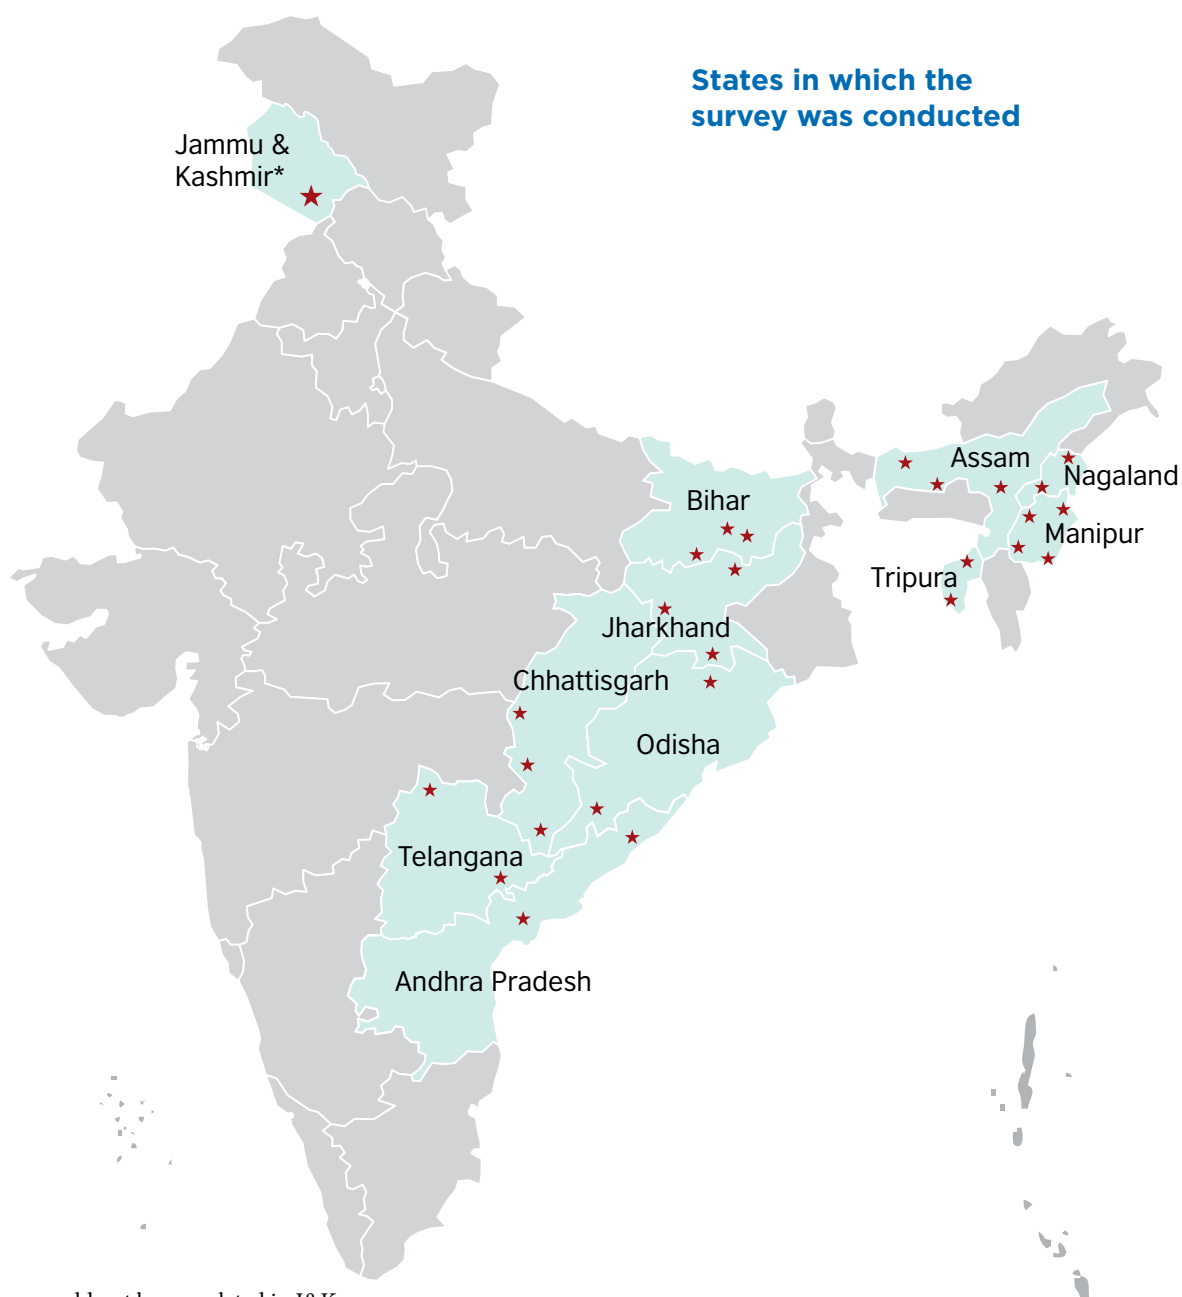 States in which the
survey was conducted
Jammu &
Kashmir*
Assam
Nagaland
Bihar
Manipur
Tripura
Jharkhand
Chhattisgarh
Odisha
Telangana
Andhra Pradesh